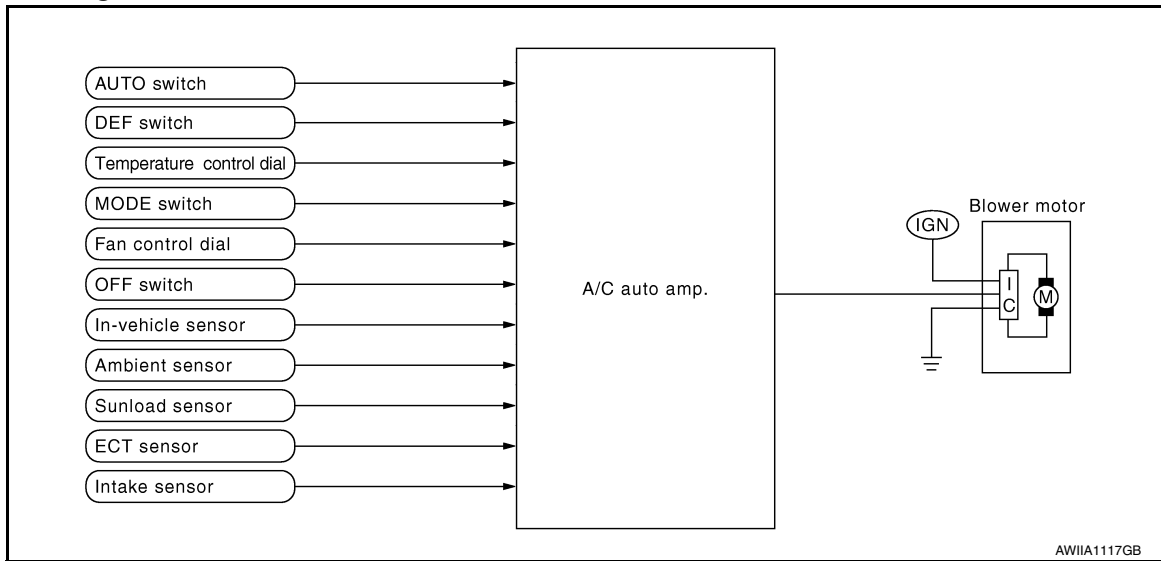 AUTO switch
DEF switch
Temperature control dial
MODE switch
Fan control dial
OFF switch
In-vehicle sensor
Ambient sensor
Sunload sensor
ECT sensor
Intake sensor
A/C auto amp.
Blower motor
IGN
I
C
M
AWIIA1117GB